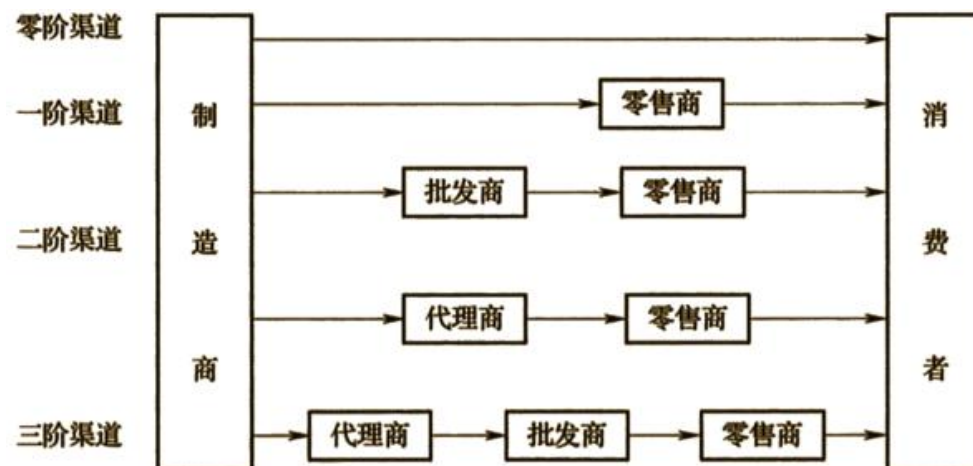 零阶渠道
一阶渠道
二阶渠道
三阶渠道
制造商
零售商
批发商 零售商
代理商 零售商
代理商 批发商 零售商
消费者